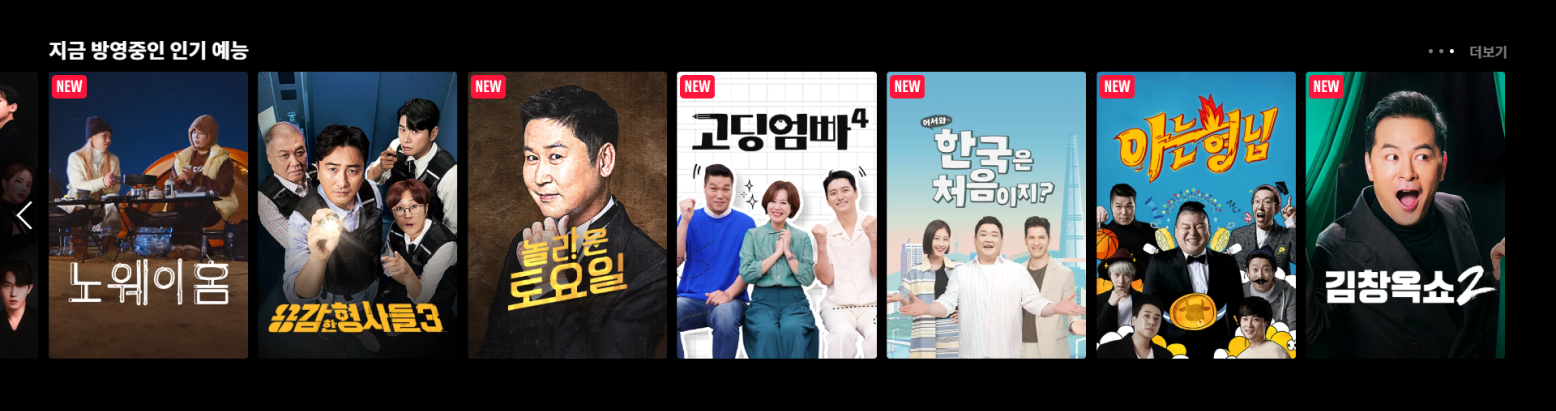 지금 방영중인 인기 예능
더보기
NEW
노웨이 홈
용감한 형사들3
NEW
놀라운
토요일
NEW
고딩엄빠4
NEW
어서와
한국은
처음이지?
NEW
아는형님
NEW
김창옥쇼2